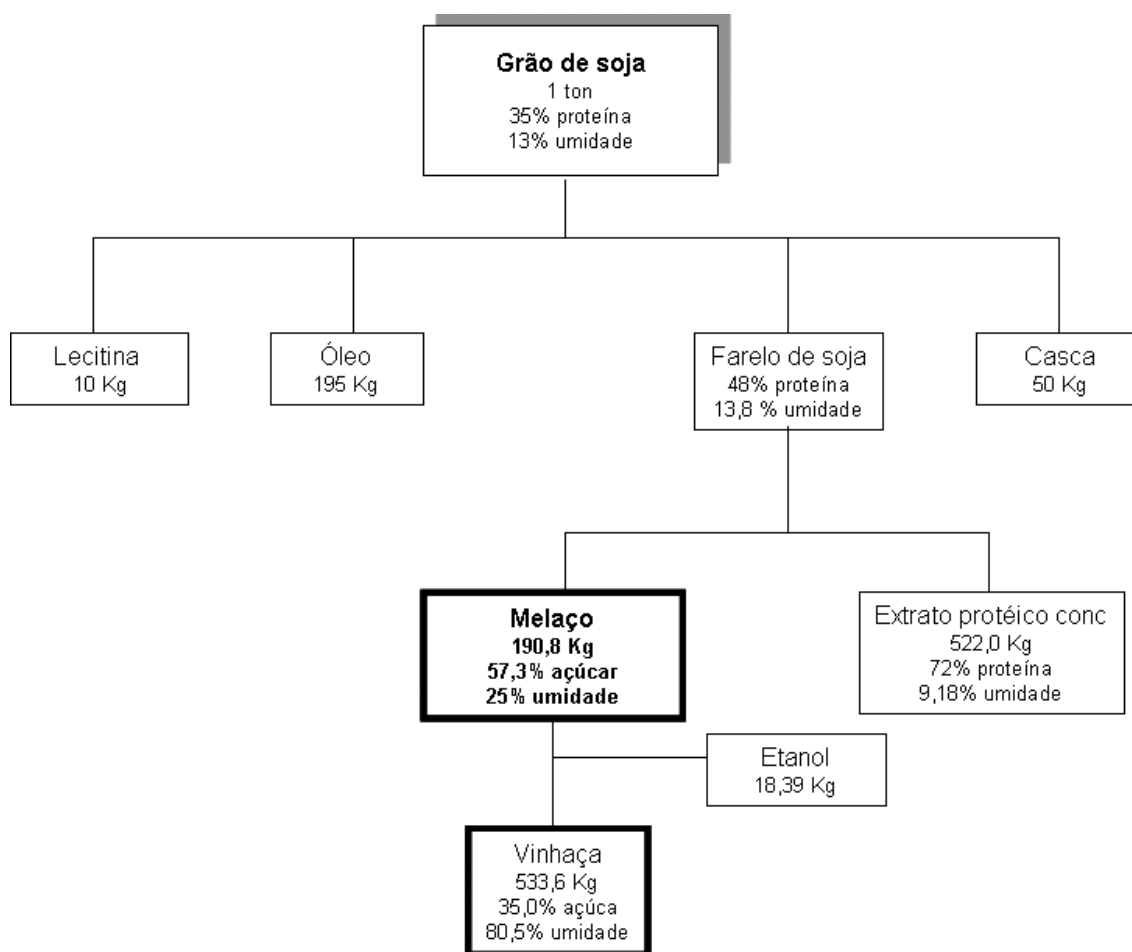 Grão de soja
1 ton
35% proteína
13% umidade
Lecitina
10 Kg
Óleo
195 Kg
Farelo de soja
48% proteína
13,8 % umidade
Casca
50 Kg
Melaço
190,8 Kg
57,3% açúcar
25% umidade
Extrato protéico conc
522,0 Kg
72% proteína
9,18% umidade
Etanol
18,39 Kg
Vinhaça
533,6 Kg
35,0% açúca
80,5% umidade